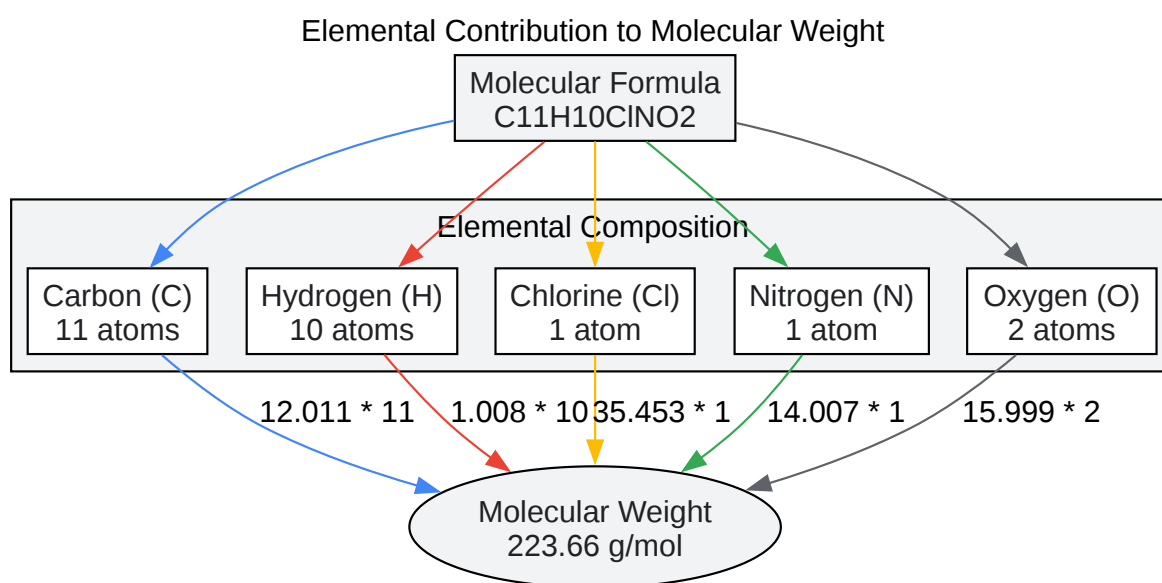 Elemental Contribution to Molecular Weight
Molecular Formula
C11H10ClNO2
Elemental Composition
Carbon (C)
11 atoms
Hydrogen (H)
10 atoms
Chlorine (Cl)
1 atom
Nitrogen (N)
1 atom
Oxygen (O)
2 atoms
12.011 * 11
1.008 * 10
35.453 * 1
14.007 * 1
15.999 * 2
Molecular Weight
223.66 g/mol